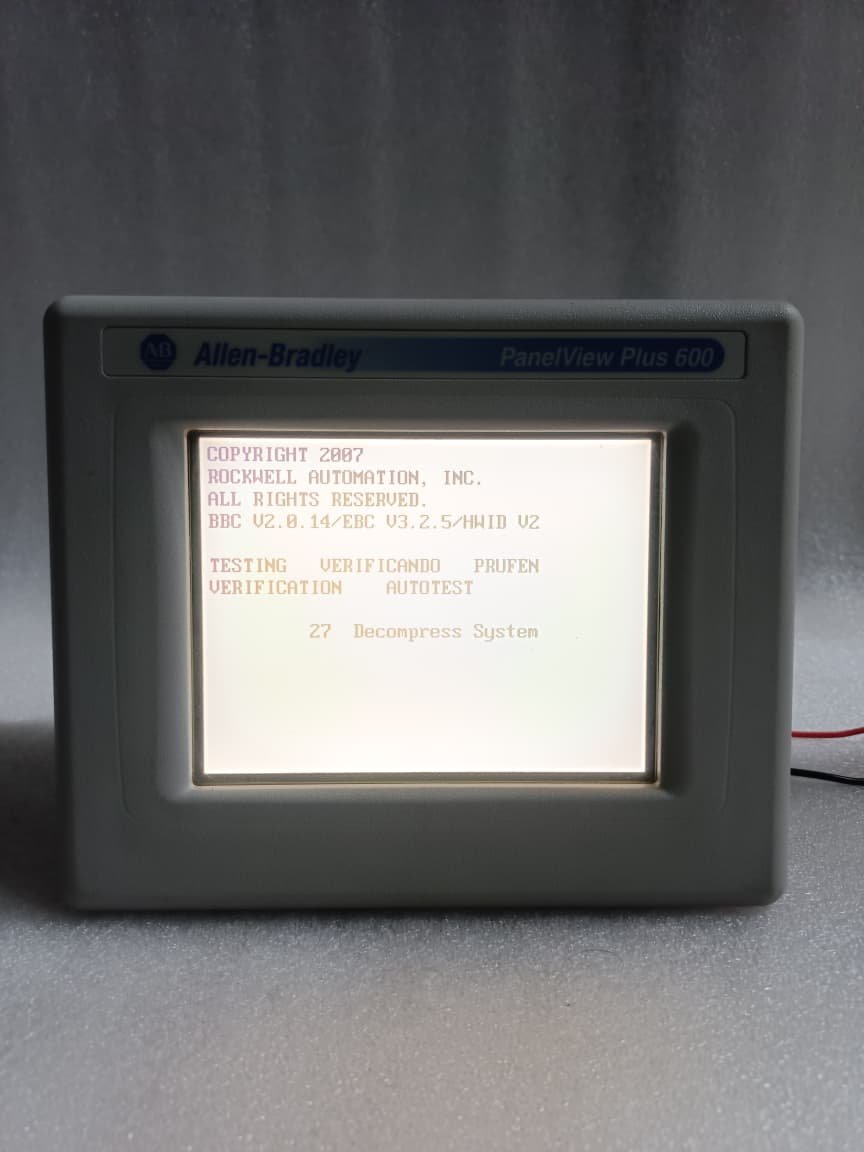 AB Allen-Bradley PanelView Plus 600
COPYRIGHT 2007
ROCKWELL AUTOMATION, INC.
ALL RIGHTS RESERVED.
BBC V2.0.14/EBC V3.2.5/HWID V2
TESTING VERIFICANDO PRUFEN
VERIFICATION AUTOTEST
27 Decompress System